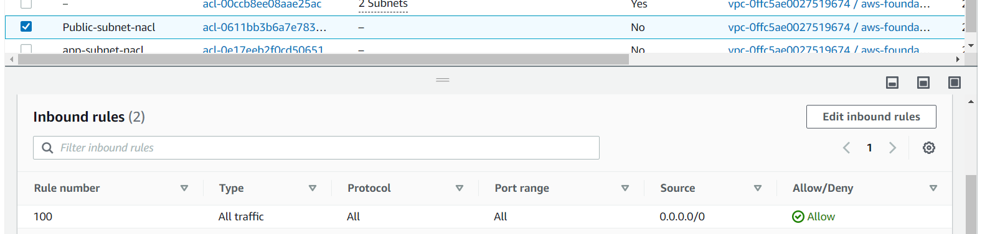 – acl-00ccb8ee08aae25ac 2 Subnets Yes vpc-0ffc5ae0027519674 / aws-founda…
Public-subnet-nacl acl-0611bb3b6a7e783… – No vpc-0ffc5ae0027519674 / aws-founda…
app-subnet-nacl acl-0e17eeb2f0cd50651 – No vpc-0ffc5ae0027519674 / aws-founda
Inbound rules (2)
Edit inbound rules
Filter inbound rules
1
Rule number Type Protocol Port range Source Allow/Deny
100 All traffic All All 0.0.0.0/0 Allow